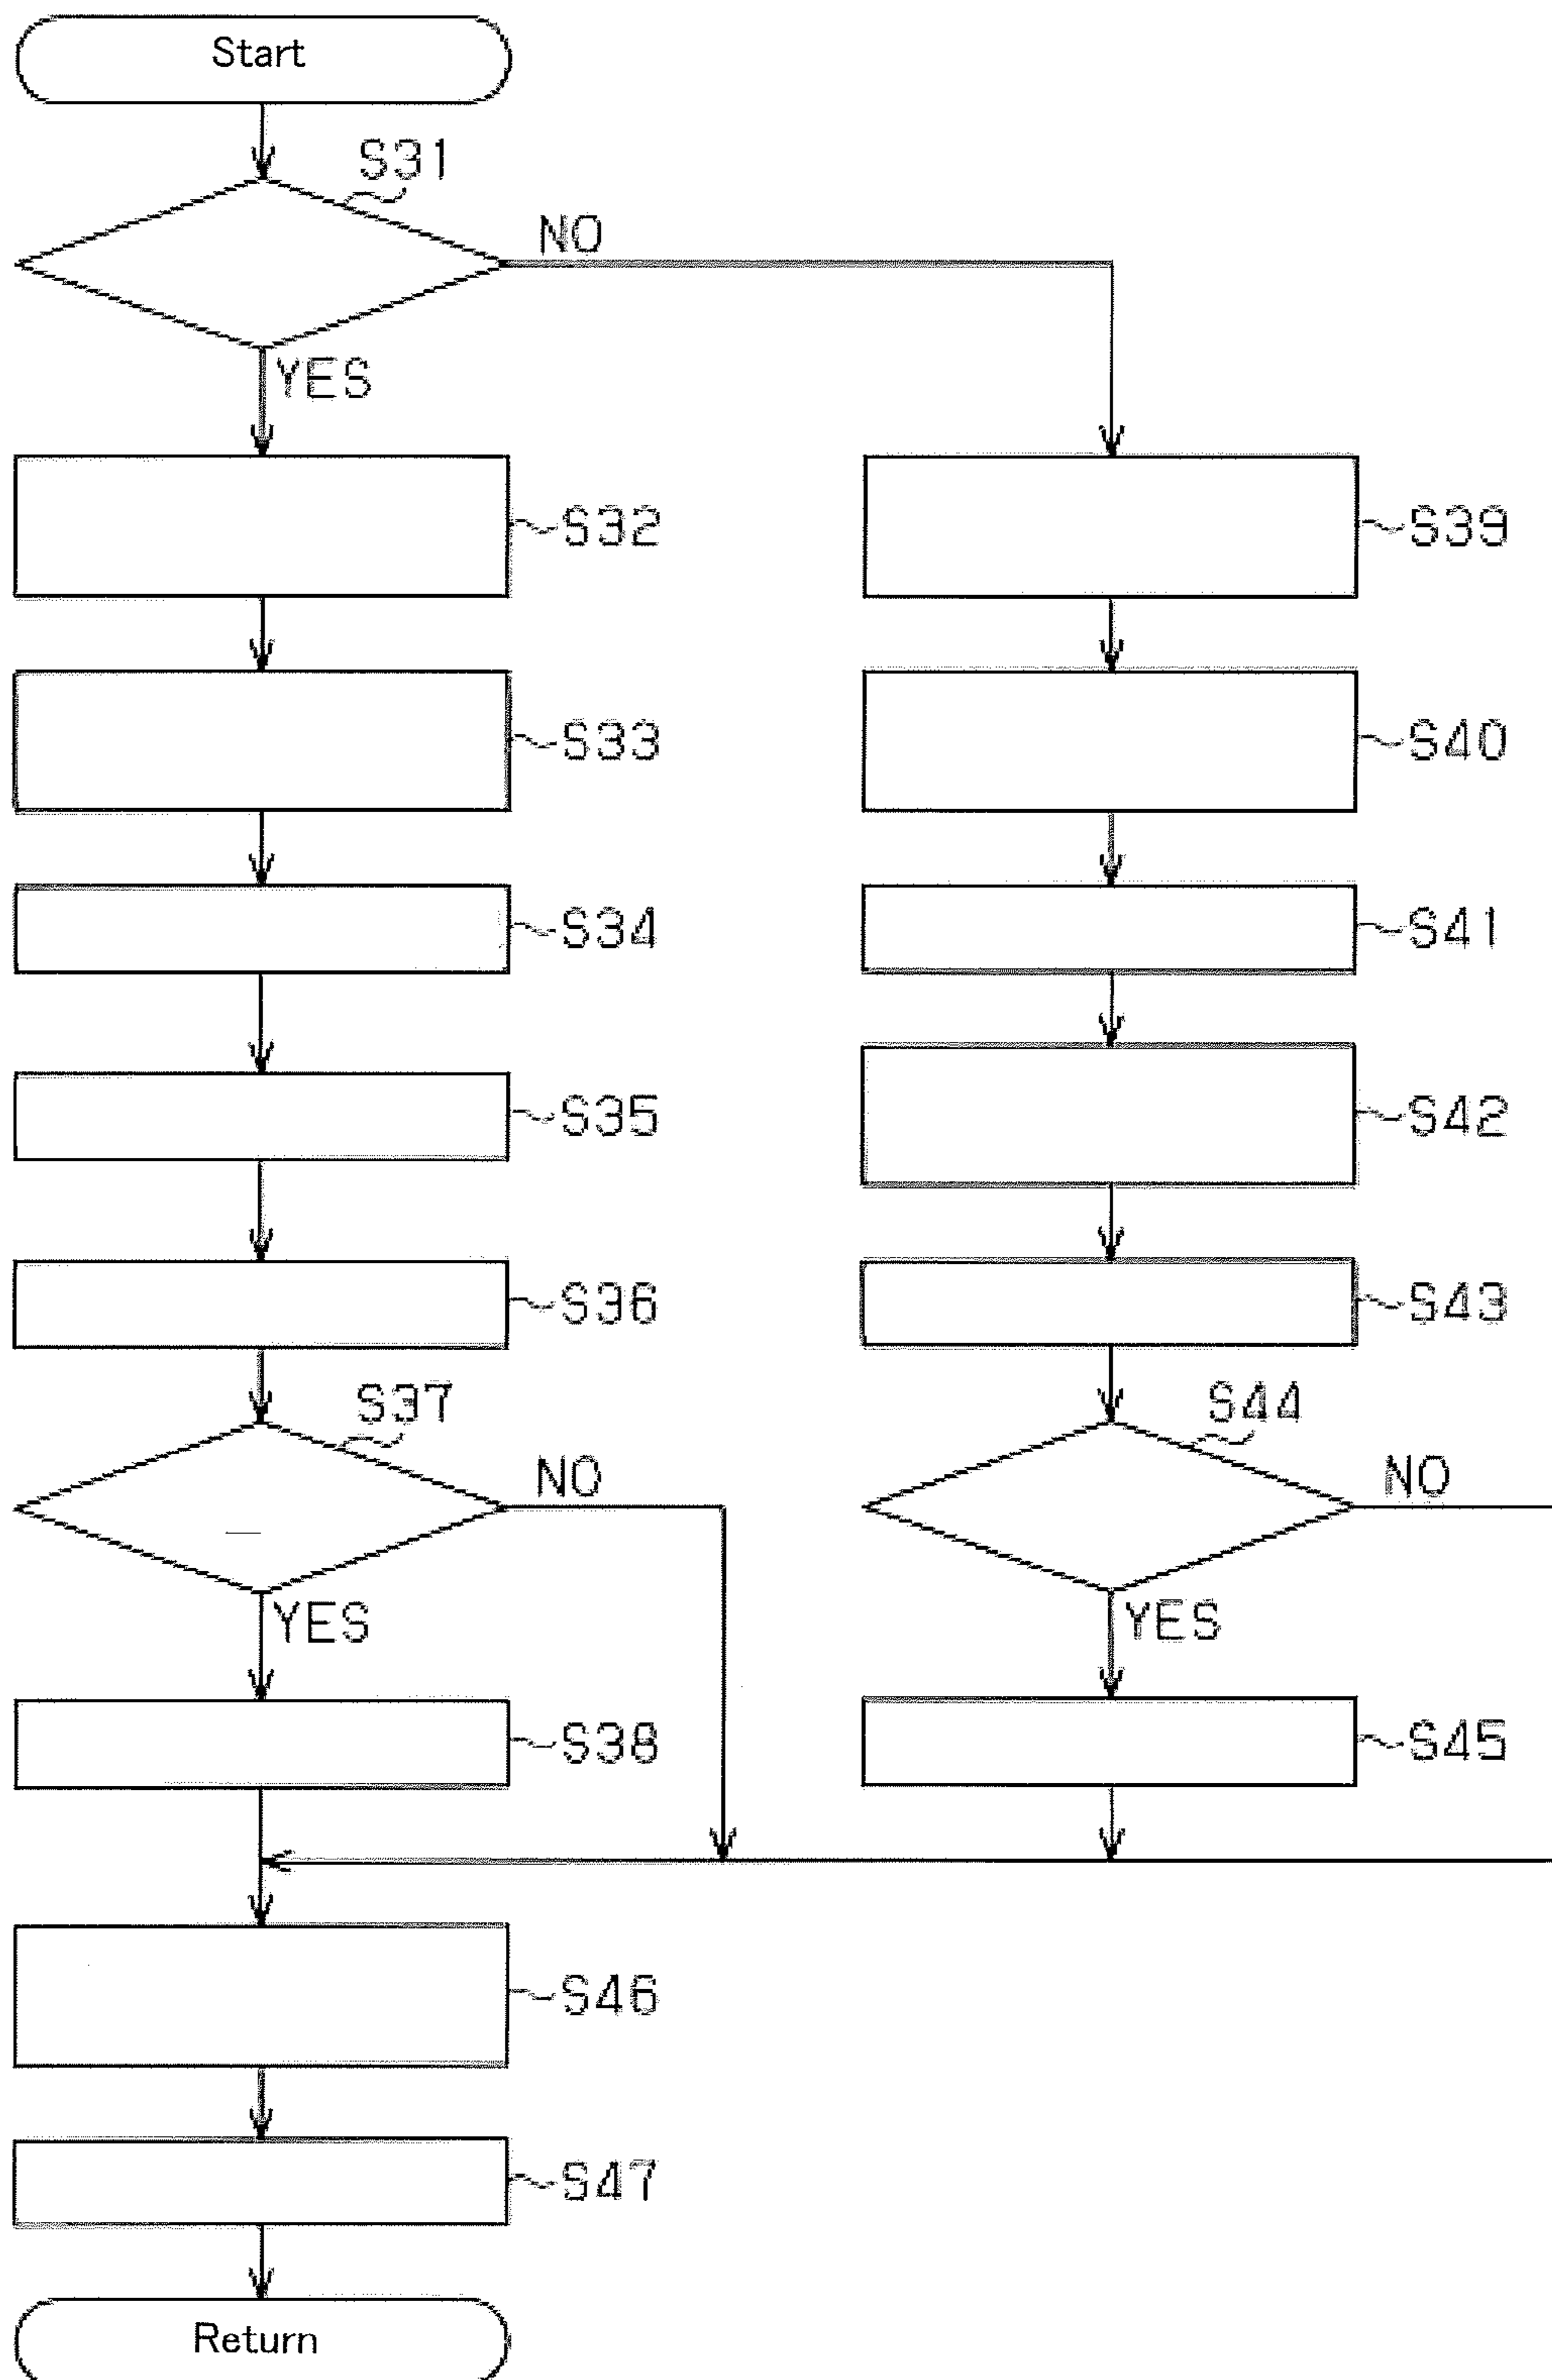 Start
S31
NO
YES
S32
S39
S33
S40
S34
S41
S35
S42
S36
S43
S37
S44
NO
NO
YES
YES
S38
S45
S46
S47
Return